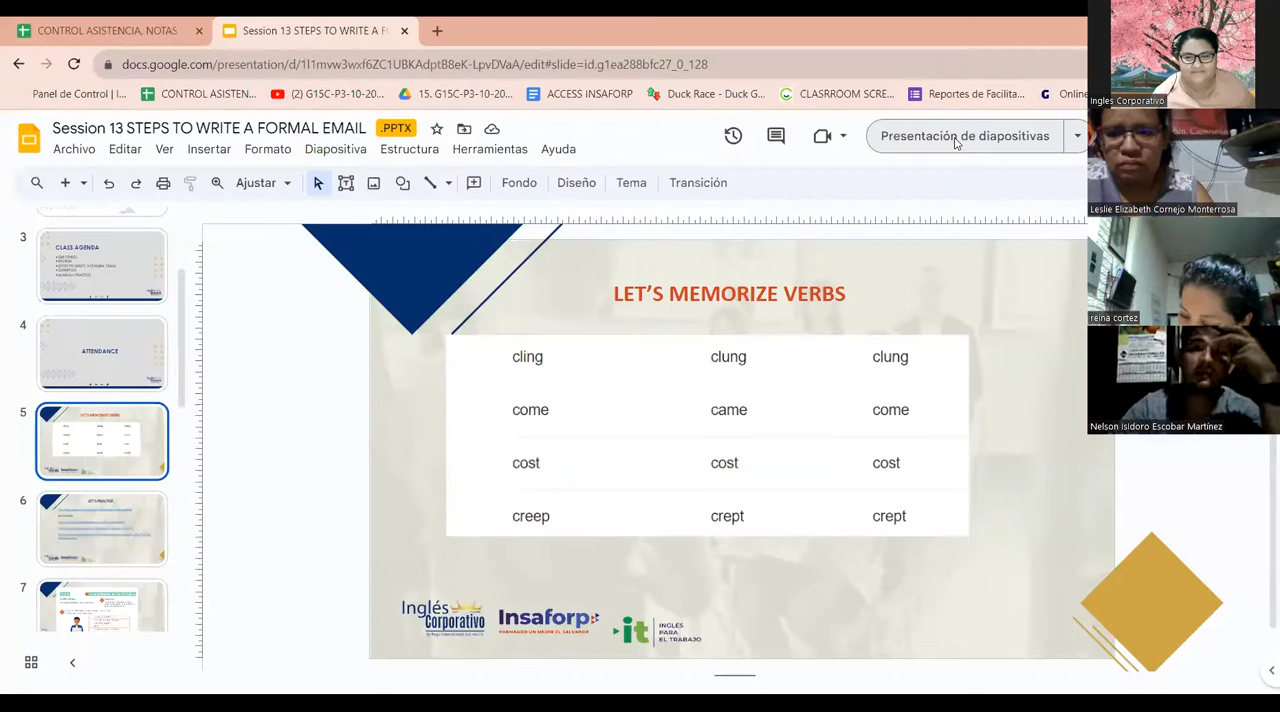 CONTROL ASISTENCIA, NOTAS
Session 13 STEPS TO WRITE A F
docs.google.com/presentation/d/1l1mvw3wxf6ZC1UBKAdptB8eK-LpvDVaA/edit#slide=id.g1ea288bfc27_0_128
Panel de Control | I... CONTROL ASISTEN... (2) G15C-P3-10-20... 15. G15C-P3-10-202... ACCESS INSAFORP Duck Race - Duck G... CLASSROOM SCRE... Reportes de Facilita... Online
Session 13 STEPS TO WRITE A FORMAL EMAIL .PPTX
Presentación de diapositivas
Archivo Editar Ver Insertar Formato Diapositiva Estructura Herramientas Ayuda
Ajustar Fondo Diseño Tema Transición
Ingles Corporativo
Leslie Elizabeth Cornejo Monterrosa
reina cortez
Nelson Isidoro Escobar Martínez
3
CLASS AGENDA
4
ATTENDANCE
5
LET'S MEMORIZE VERBS
6
LET'S PRACTICE
7
LET'S MEMORIZE VERBS
cling clung clung
come came come
cost cost cost
creep crept crept
Inglés
Corporativo
Insaforp
FORMANDO UN MEJOR EL SALVADOR
it
INGLÉS
PARA
EL TRABAJO